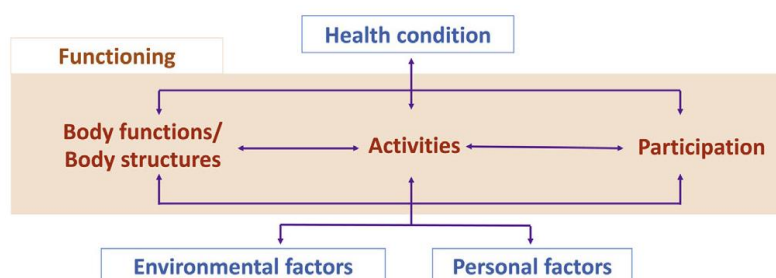 Health condition
Functioning
Body functions/
Body structures
Activities
Participation
Environmental factors
Personal factors